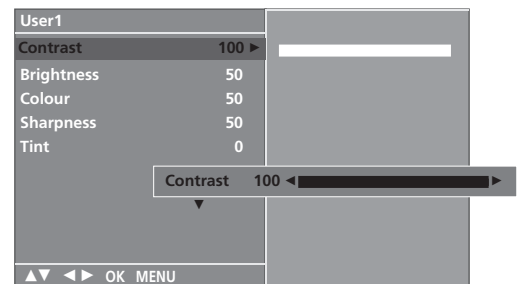 User1
Contrast 100 ►
Brightness 50
Colour 50
Sharpness 50
Tint 0
Contrast 100 ◄ ►
▼
▲▼ ◄► OK MENU